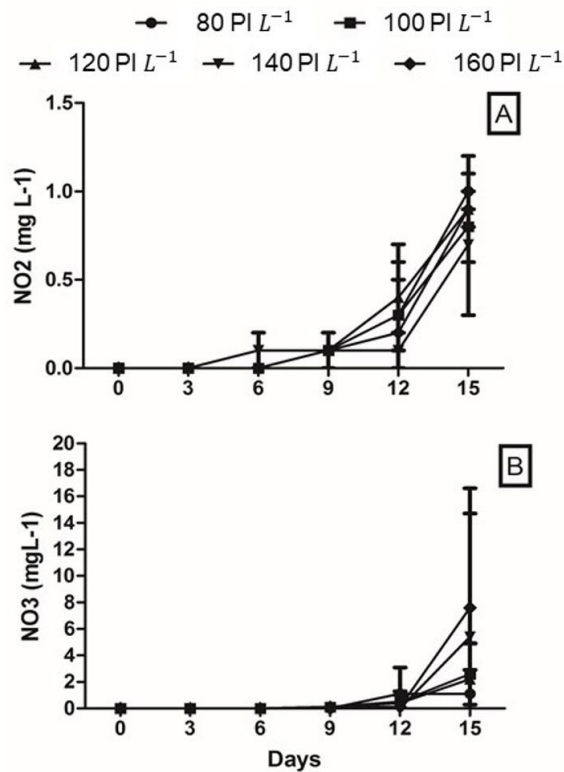 80 PI L⁻¹ 100 PI L⁻¹
120 PI L⁻¹ 140 PI L⁻¹ 160 PI L⁻¹
A
1.5
1.0
0.5
0.0
NO2 (mg L-1)
0 3 6 9 12 15
B
20
18
16
14
12
10
8
6
4
2
0
NO3 (mgL-1)
0 3 6 9 12 15
Days